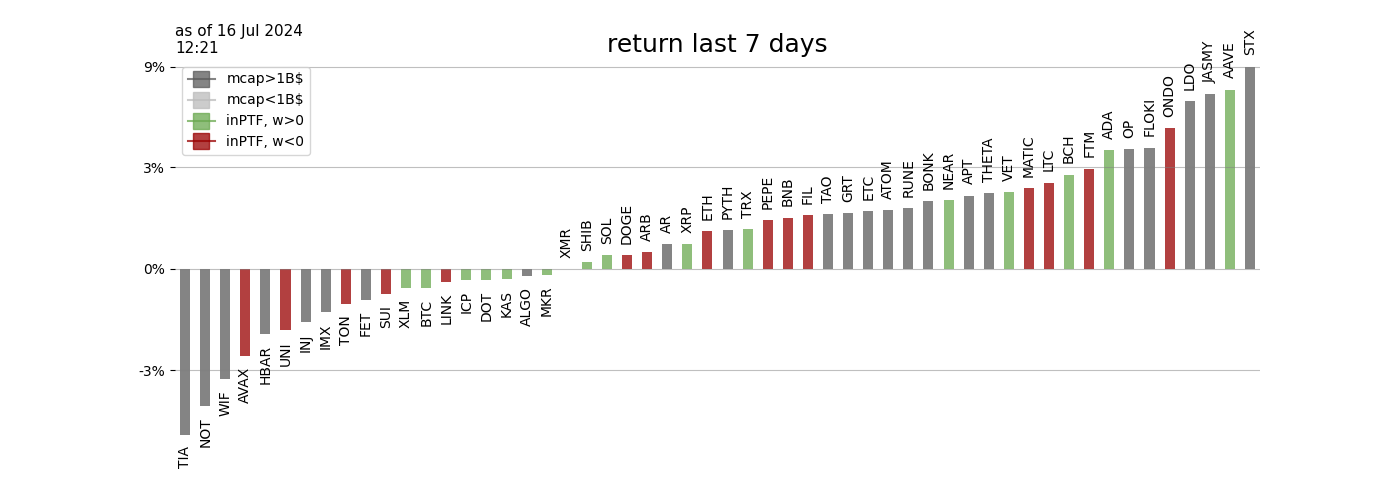 as of 16 Jul 2024
12:21
return last 7 days
9%
3%
0%
-3%
mcap>1B$
mcap<1B$
inPTF, w>0
inPTF, w<0
TIA
NOT
WIF
AVAX
HBAR
UNI
INJ
IMX
TON
FET
SUI
XLM
BTC
LINK
ICP
DOT
KAS
ALGO
MKR
XMR
SHIB
SOL
DOGE
ARB
AR
XRP
ETH
PYTH
TRX
PEPE
BNB
FIL
TAO
GRT
ETC
ATOM
RUNE
BONK
NEAR
APT
THETA
VET
MATIC
LTC
BCH
FTM
ADA
OP
FLOKI
ONDO
LDO
JASMY
AAVE
STX